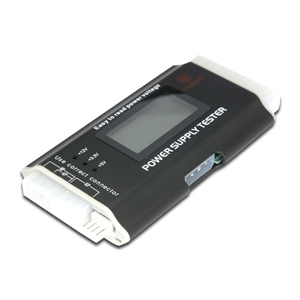 Easy to read power voltage
POWER SUPPLY TESTER
+12V
+3.3V
+5V
Use correct connector